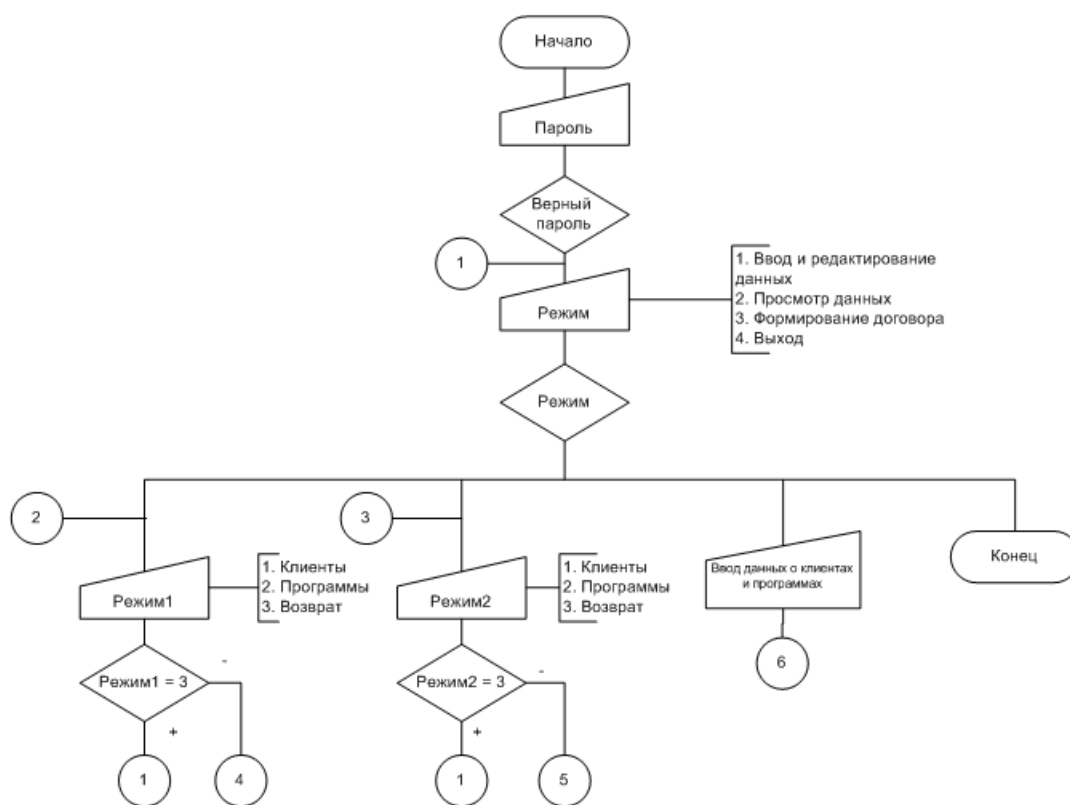 Начало
Пароль
Верный
пароль
1
Режим
1. Ввод и редактирование
данных
2. Просмотр данных
3. Формирование договора
4. Выход
Режим
2
3
Режим1
1. Клиенты
2. Программы
3. Возврат
Режим2
1. Клиенты
2. Программы
3. Возврат
Ввод данных о клиентах
и программах
Конец
6
Режим1 = 3
-
+
Режим2 = 3
-
+
1
4
1
5